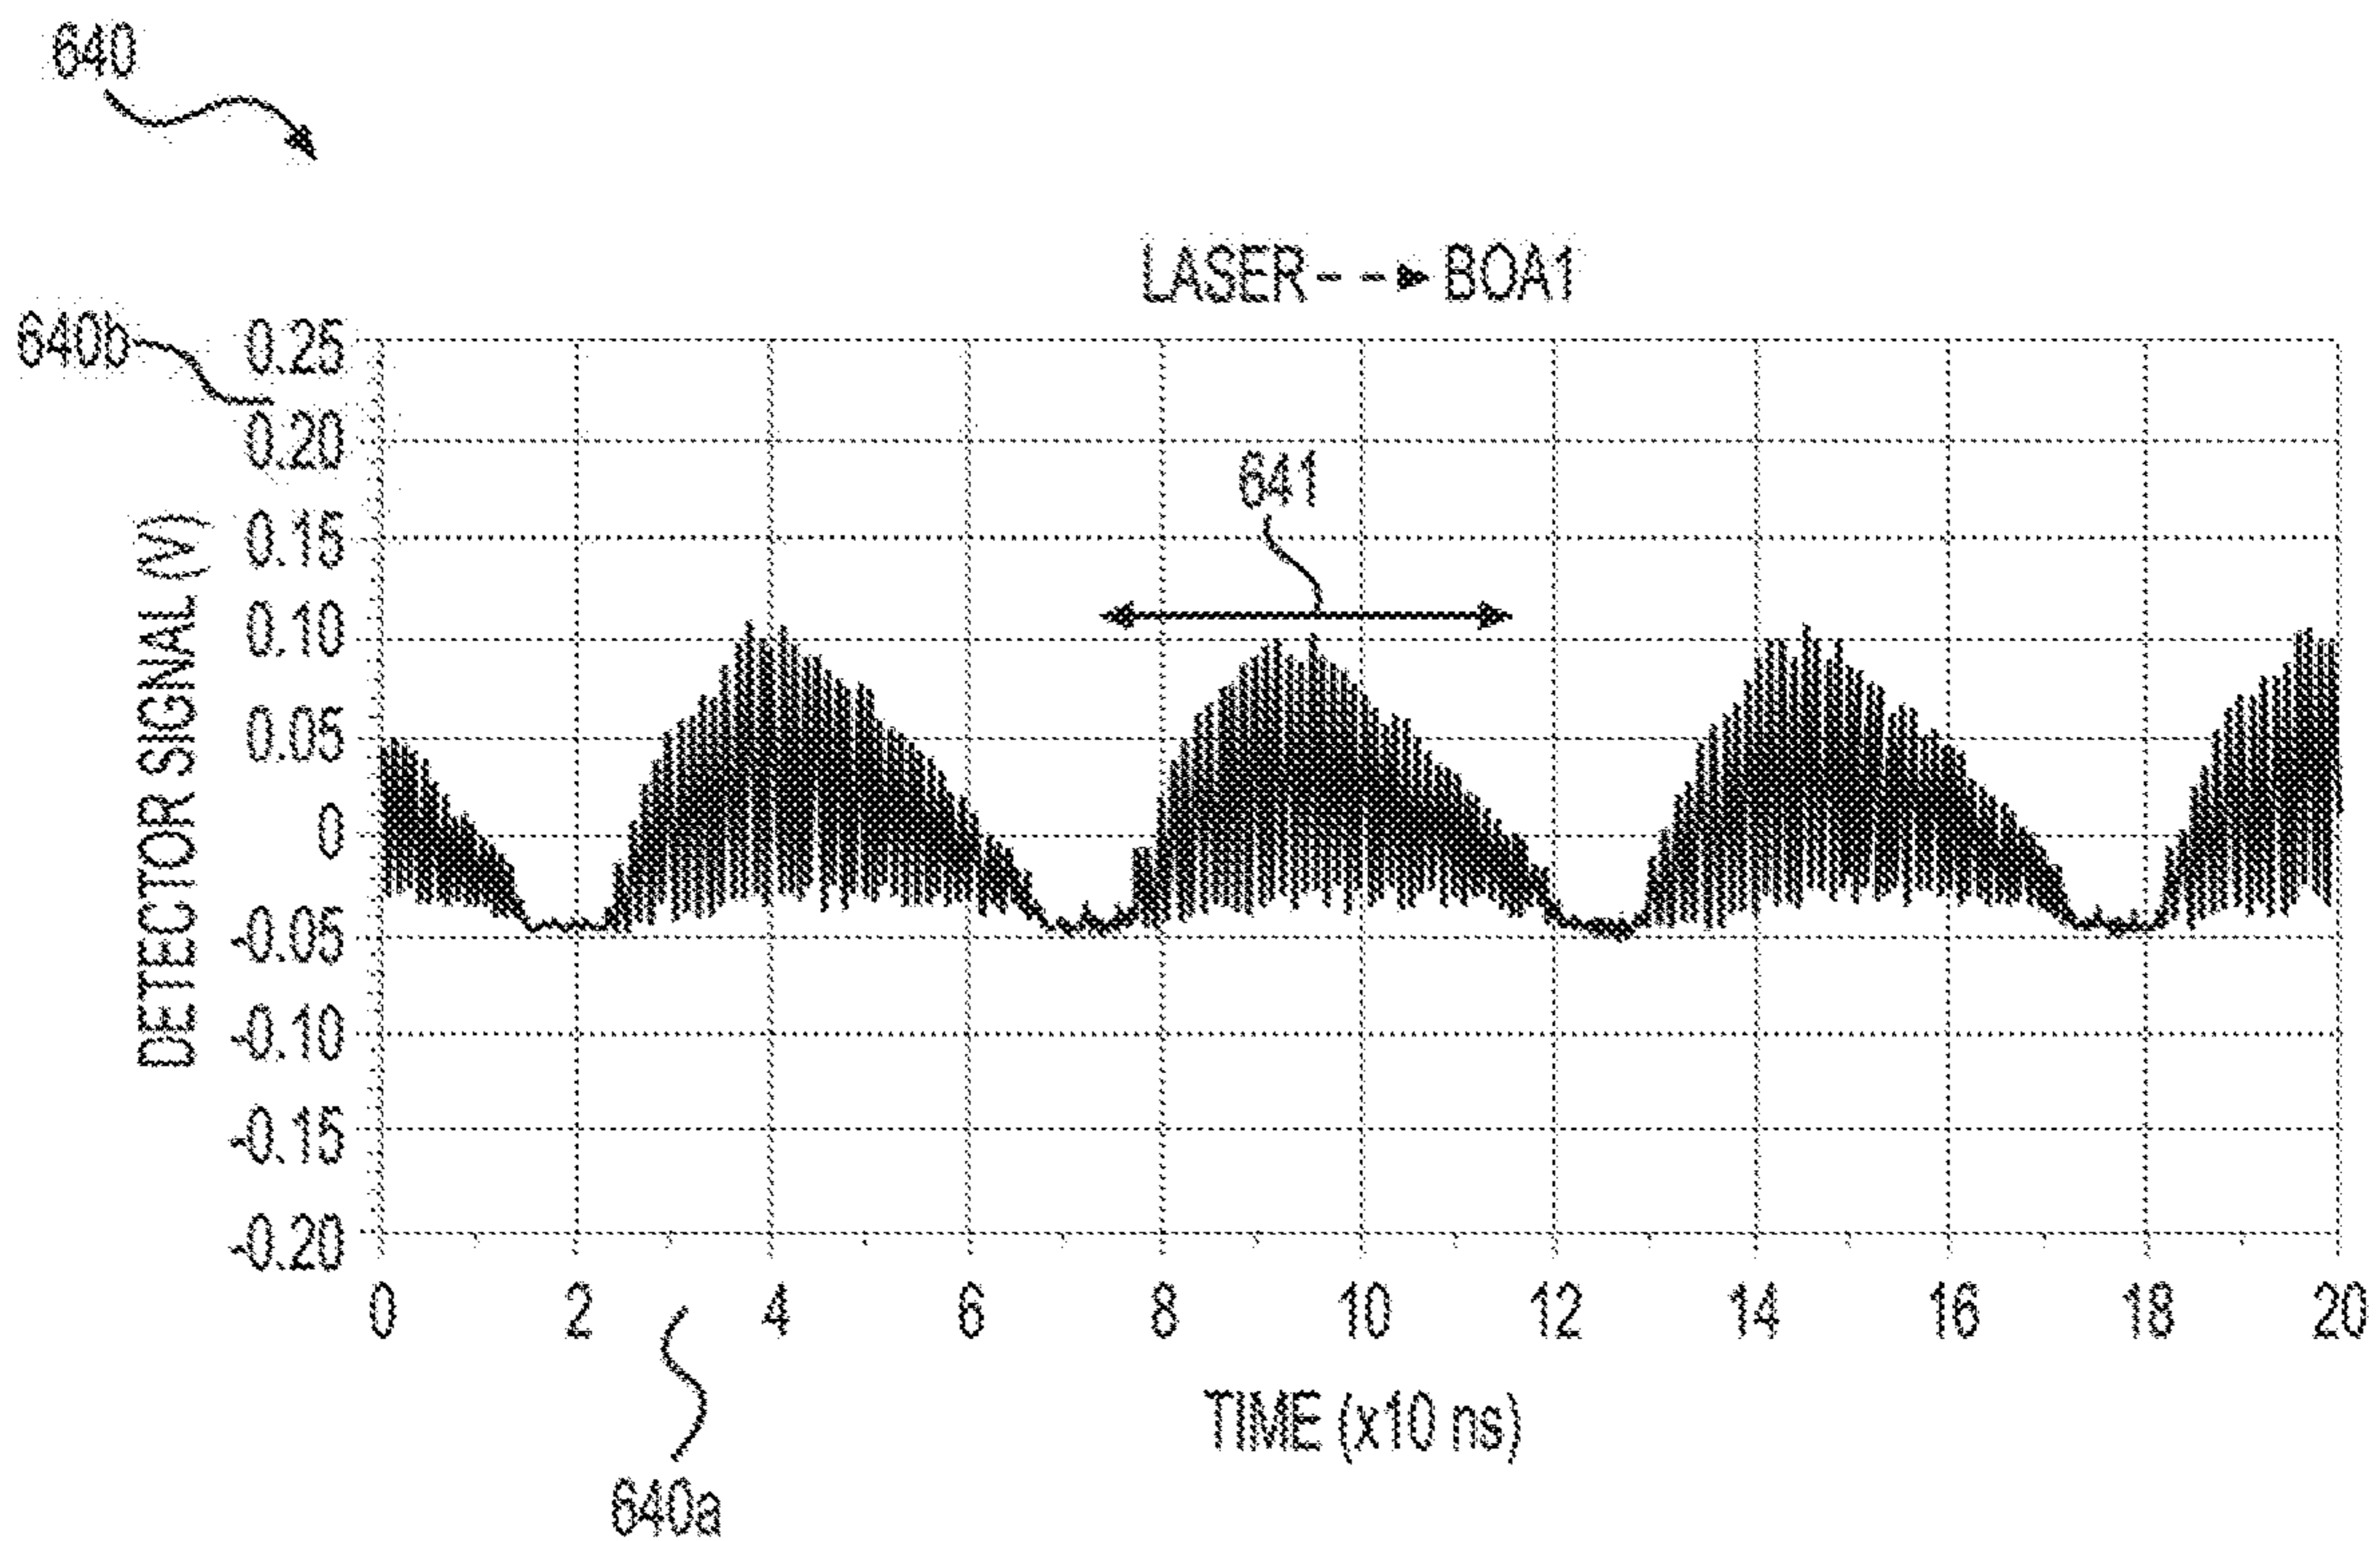 640
LASER - - ► BOA1
640b
0.25
0.20
0.15
0.10
0.05
0
-0.05
-0.10
-0.15
-0.20
DETECTOR SIGNAL (V)
641
0 2 4 6 8 10 12 14 16 18 20
TIME (x10 ns)
640a